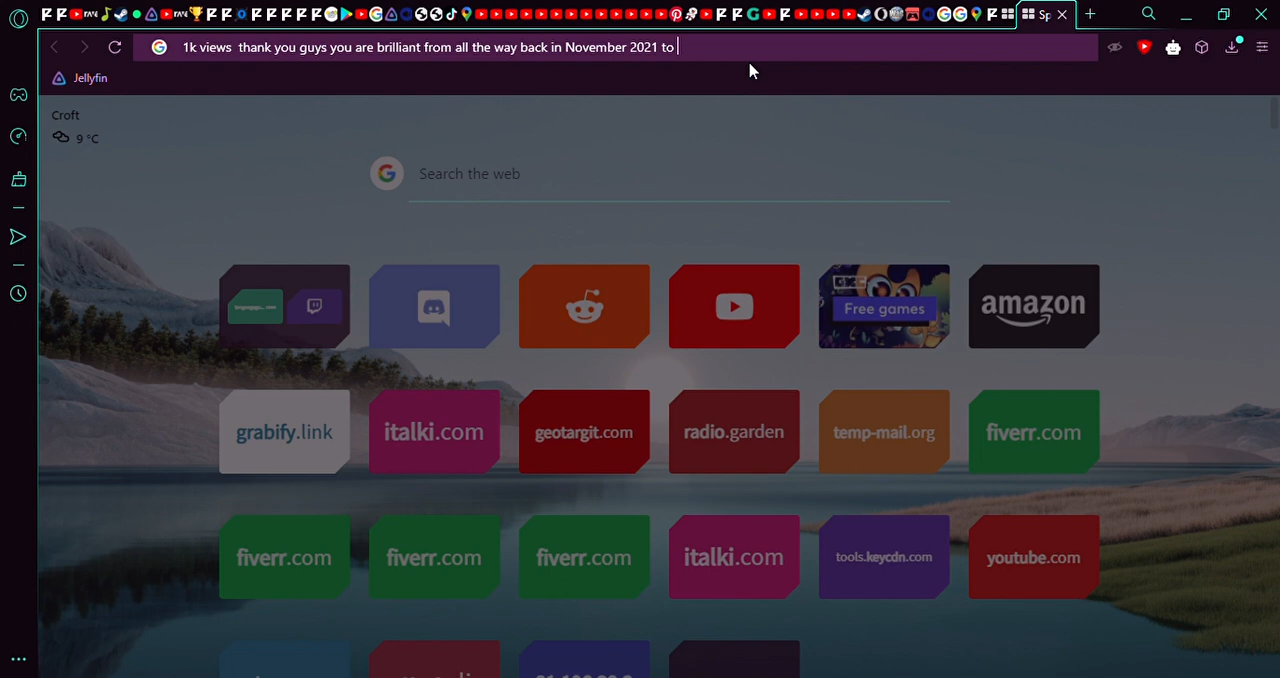 Sp
1k views  thank you guys you are brilliant from all the way back in November 2021 to
Jellyfin
Croft
9 °C
Search the web
Free games
amazon
grabify.link
italki.com
geotargit.com
radio.garden
temp-mail.org
fiverr.com
fiverr.com
fiverr.com
fiverr.com
italki.com
tools.keycdn.com
youtube.com